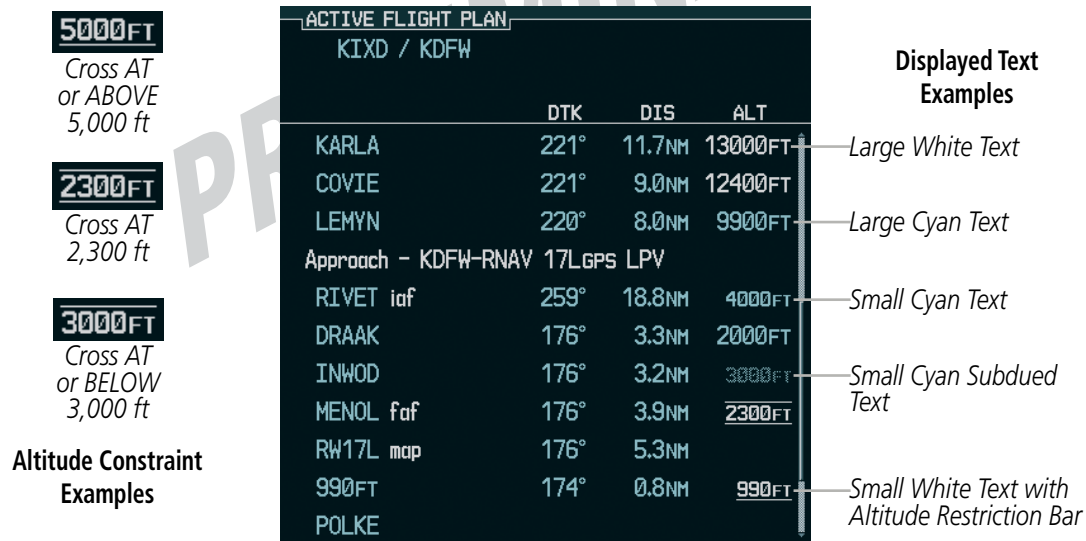 5000FT
Cross AT
or ABOVE
5,000 ft
2300FT
Cross AT
2,300 ft
3000FT
Cross AT
or BELOW
3,000 ft
Altitude Constraint
Examples
ACTIVE FLIGHT PLAN
KIXD / KDFW
DTK DIS ALT
KARLA 221° 11.7NM 13000FT
COVIE 221° 9.0NM 12400FT
LEMYN 220° 8.0NM 9900FT
Approach - KDFW-RNAV 17LGPS LPV
RIVET iaf 259° 18.8NM 4000FT
DRAAK 176° 3.3NM 2000FT
INWOD 176° 3.2NM 3000FT
MENOL faf 176° 3.9NM 2300FT
RW17L map 176° 5.3NM
990FT 174° 0.8NM 990FT
POLKE
Displayed Text
Examples
Large White Text
Large Cyan Text
Small Cyan Text
Small Cyan Subdued
Text
Small White Text with
Altitude Restriction Bar